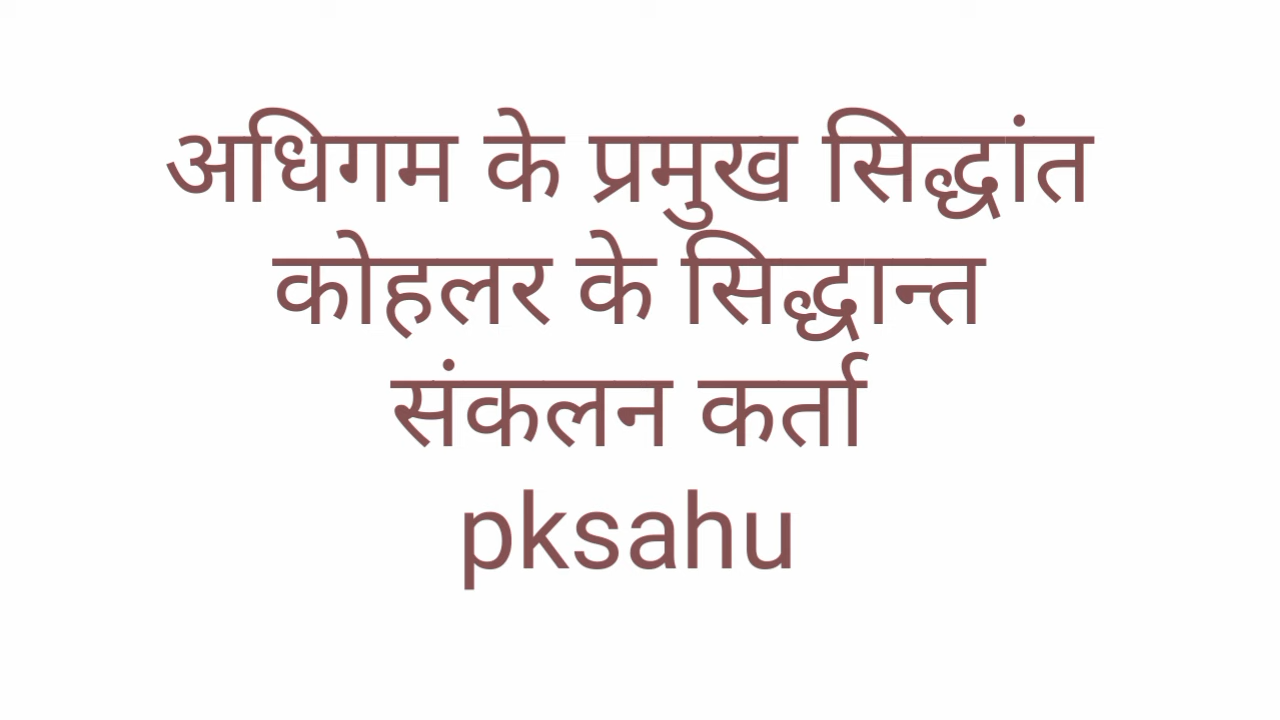 अधिगम के प्रमुख सिद्धांत
कोहलर के सिद्धान्त
संकलन कर्ता
pksahu